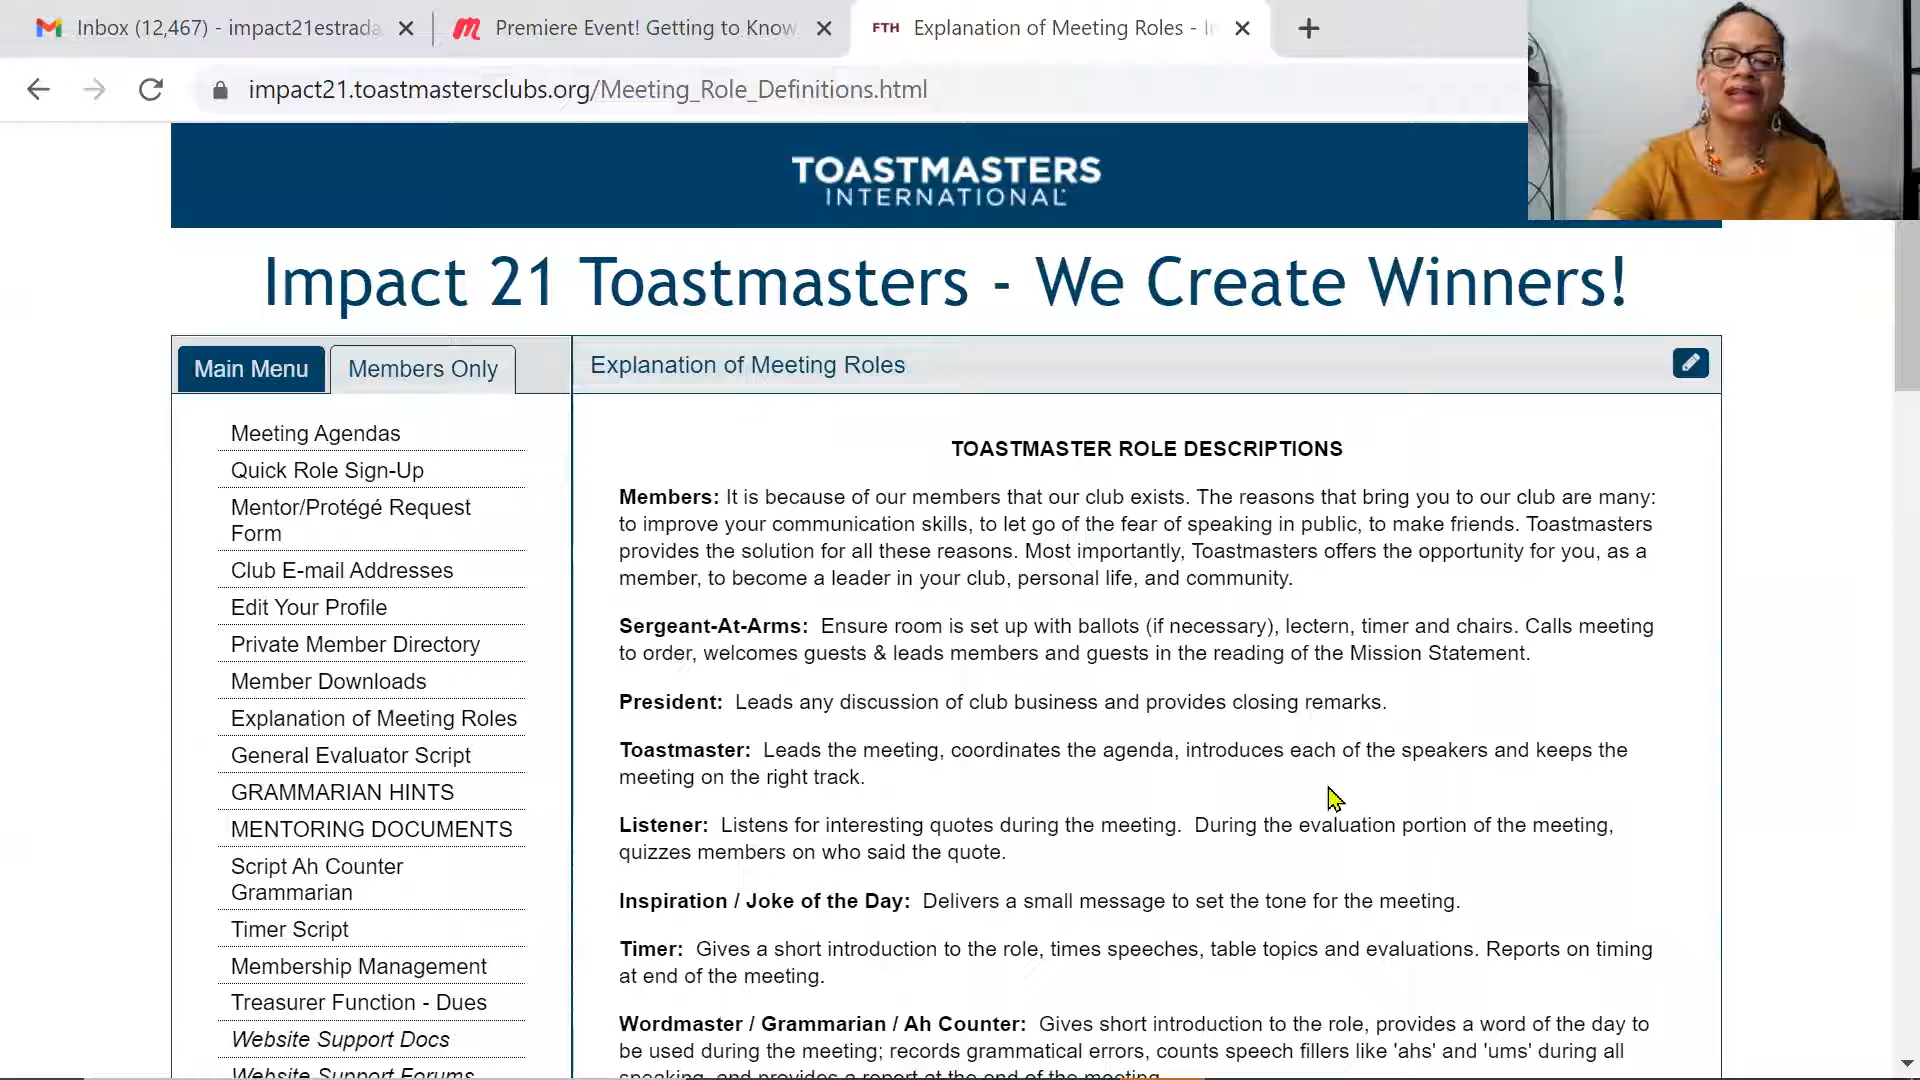 Inbox (12,467) - impact21estrada
Premiere Event! Getting to Know
FTH Explanation of Meeting Roles - I
impact21.toastmastersclubs.org/Meeting_Role_Definitions.html
TOASTMASTERS
INTERNATIONAL
Impact 21 Toastmasters - We Create Winners!
Main Menu
Members Only
Explanation of Meeting Roles
Meeting Agendas
Quick Role Sign-Up
Mentor/Protégé Request
Form
Club E-mail Addresses
Edit Your Profile
Private Member Directory
Member Downloads
Explanation of Meeting Roles
General Evaluator Script
GRAMMARIAN HINTS
MENTORING DOCUMENTS
Script Ah Counter
Grammarian
Timer Script
Membership Management
Treasurer Function - Dues
Website Support Docs
Website Support Forums
TOASTMASTER ROLE DESCRIPTIONS
Members: It is because of our members that our club exists. The reasons that bring you to our club are many:
to improve your communication skills, to let go of the fear of speaking in public, to make friends. Toastmasters
provides the solution for all these reasons. Most importantly, Toastmasters offers the opportunity for you, as a
member, to become a leader in your club, personal life, and community.
Sergeant-At-Arms: Ensure room is set up with ballots (if necessary), lectern, timer and chairs. Calls meeting
to order, welcomes guests & leads members and guests in the reading of the Mission Statement.
President: Leads any discussion of club business and provides closing remarks.
Toastmaster: Leads the meeting, coordinates the agenda, introduces each of the speakers and keeps the
meeting on the right track.
Listener: Listens for interesting quotes during the meeting. During the evaluation portion of the meeting,
quizzes members on who said the quote.
Inspiration / Joke of the Day: Delivers a small message to set the tone for the meeting.
Timer: Gives a short introduction to the role, times speeches, table topics and evaluations. Reports on timing
at end of the meeting.
Wordmaster / Grammarian / Ah Counter: Gives short introduction to the role, provides a word of the day to
be used during the meeting; records grammatical errors, counts speech fillers like 'ahs' and 'ums' during all
speaking, and provides a report at the end of the meeting.